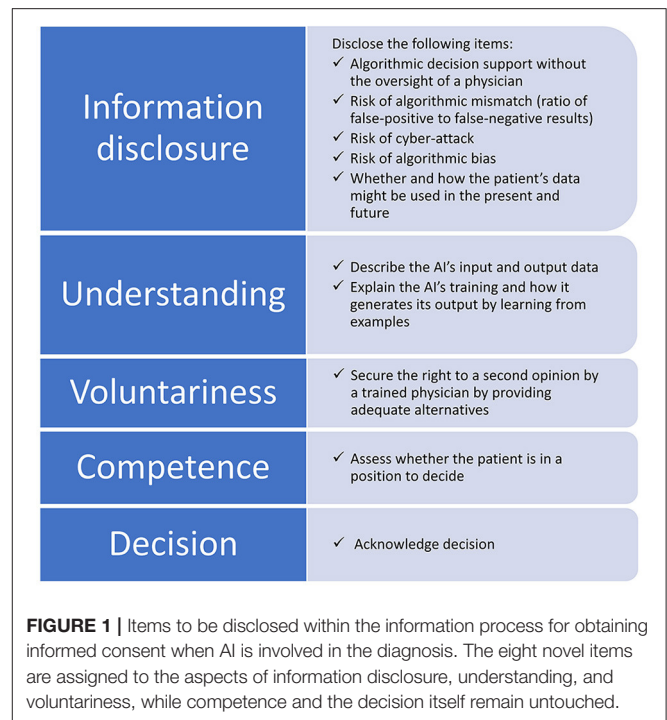 Information
disclosure
Disclose the following items:
✓ Algorithmic decision support without
the oversight of a physician
✓ Risk of algorithmic mismatch (ratio of
false-positive to false-negative results)
✓ Risk of cyber-attack
✓ Risk of algorithmic bias
✓ Whether and how the patient's data
might be used in the present and
future
Understanding
✓ Describe the AI's input and output data
✓ Explain the AI's training and how it
generates its output by learning from
examples
Voluntariness
✓ Secure the right to a second opinion by
a trained physician by providing
adequate alternatives
Competence
✓ Assess whether the patient is in a
position to decide
Decision
✓ Acknowledge decision
FIGURE 1 | Items to be disclosed within the information process for obtaining
informed consent when AI is involved in the diagnosis. The eight novel items
are assigned to the aspects of information disclosure, understanding, and
voluntariness, while competence and the decision itself remain untouched.